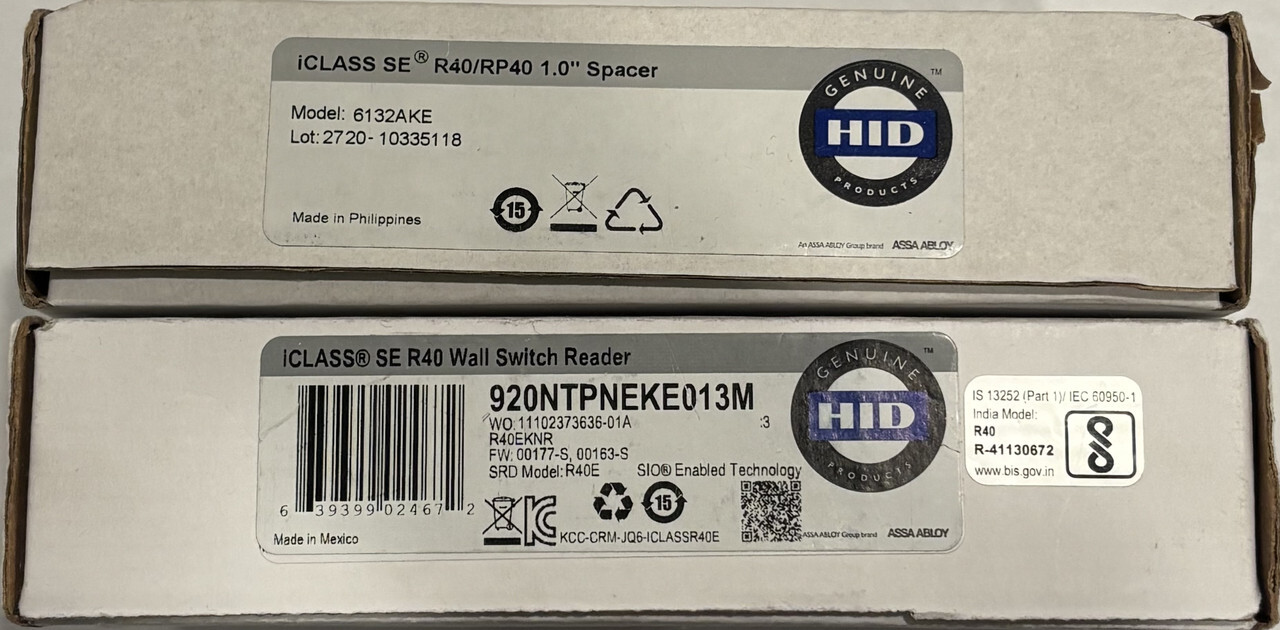 iCLASS SE® R40/RP40 1.0" Spacer
Model: 6132AKE
Lot: 2720-10335118
15
Made in Philippines
GENUINE
™
HID
PRODUCTS
An ASSA ABLOY Group brand ASSA ABLOY
iCLASS® SE R40 Wall Switch Reader
920NTPNEKE013M
WO: 11102373636-01A :3
R40EKNR
FW: 00177-S, 00163-S
SRD Model: R40E SIO® Enabled Technology
6 39399 02467 2
15
Made in Mexico
KCC-CRM-JQ6-ICLASSR40E
GENUINE
™
HID
PRODUCTS
ASSA ABLOY Group brand ASSA ABLOY
IS 13252 (Part 1)/ IEC 60950-1
India Model:
R40
R-41130672
www.bis.gov.in